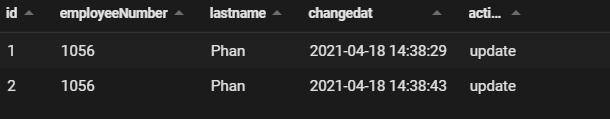 id employeeNumber lastname changedat acti...
1 1056 Phan 2021-04-18 14:38:29 update
2 1056 Phan 2021-04-18 14:38:43 update